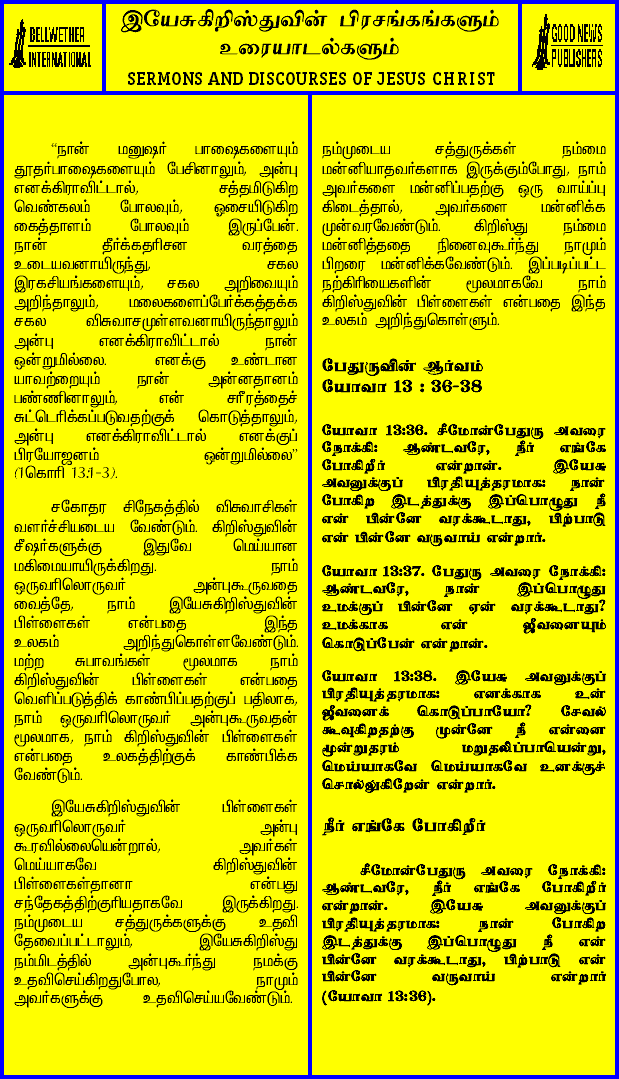 BELLWETHER
INTERNATIONAL
இயேசுகிறிஸ்துவின் பிரசங்கங்களும்
உரையாடல்களும்
SERMONS AND DISCOURSES OF JESUS CHRIST
GOOD NEWS
PUBLISHERS
“நான் மனுஷர் பாஷைகளையும்
தூதர்பாஷைகளையும் பேசினாலும், அன்பு
எனக்கிராவிட்டால், சத்தமிடுகிற
வெண்கலம் போலவும், ஓசையிடுகிற
கைத்தாளம் போலவும் இருப்பேன்.
நான் தீர்க்கதரிசன வரத்தை
உடையவனாயிருந்து, சகல
இரகசியங்களையும், சகல அறிவையும்
அறிந்தாலும், மலைகளைப்பேர்க்கத்தக்க
சகல விசுவாசமுள்ளவனாயிருந்தாலும்
அன்பு எனக்கிராவிட்டால் நான்
ஒன்றுமில்லை. எனக்கு உண்டான
யாவற்றையும் நான் அன்னதானம்
பண்ணினாலும், என் சரீரத்தைச்
சுட்டெரிக்கப்படுவதற்குக் கொடுத்தாலும்,
அன்பு எனக்கிராவிட்டால் எனக்குப்
பிரயோஜனம் ஒன்றுமில்லை”
(1கொரி 13:1-3).
சகோதர சிநேகத்தில் விசுவாசிகள்
வளர்ச்சியடைய வேண்டும். கிறிஸ்துவின்
சீஷர்களுக்கு இதுவே மெய்யான
மகிமையாயிருக்கிறது. நாம்
ஒருவரிலொருவர் அன்புகூருவதை
வைத்தே, நாம் இயேசுகிறிஸ்துவின்
பிள்ளைகள் என்பதை இந்த
உலகம் அறிந்துகொள்ளவேண்டும்.
மற்ற சுபாவங்கள் மூலமாக நாம்
கிறிஸ்துவின் பிள்ளைகள் என்பதை
வெளிப்படுத்திக் காண்பிப்பதற்குப் பதிலாக,
நாம் ஒருவரிலொருவர் அன்புகூருவதன்
மூலமாக, நாம் கிறிஸ்துவின் பிள்ளைகள்
என்பதை உலகத்திற்குக் காண்பிக்க
வேண்டும்.
இயேசுகிறிஸ்துவின் பிள்ளைகள்
ஒருவரிலொருவர் அன்பு
கூரவில்லையென்றால், அவர்கள்
மெய்யாகவே கிறிஸ்துவின்
பிள்ளைகள்தானா என்பது
சந்தேகத்திற்குரியதாகவே இருக்கிறது.
நம்முடைய சத்துருக்களுக்கு உதவி
தேவைப்பட்டாலும், இயேசுகிறிஸ்து
நம்மிடத்தில் அன்புகூர்ந்து நமக்கு
உதவிசெய்கிறதுபோல, நாமும்
அவர்களுக்கு உதவிசெய்யவேண்டும்.
நம்முடைய சத்துருக்கள் நம்மை
மன்னியாதவர்களாக இருக்கும்போது, நாம்
அவர்களை மன்னிப்பதற்கு ஒரு வாய்ப்பு
கிடைத்தால், அவர்களை மன்னிக்க
முன்வரவேண்டும். கிறிஸ்து நம்மை
மன்னித்ததை நினைவுகூர்ந்து நாமும்
பிறரை மன்னிக்கவேண்டும். இப்படிப்பட்ட
நற்கிரியைகளின் மூலமாகவே நாம்
கிறிஸ்துவின் பிள்ளைகள் என்பதை இந்த
உலகம் அறிந்துகொள்ளும்.
பேதுருவின் ஆர்வம்
யோவா 13 : 36-38
யோவா 13:36. சீமோன்பேதுரு அவரை
நோக்கி: ஆண்டவரே, நீர் எங்கே
போகிறீர் என்றான். இயேசு
அவனுக்குப் பிரதியுத்தரமாக: நான்
போகிற இடத்துக்கு இப்பொழுது நீ
என் பின்னே வரக்கூடாது, பிற்பாடு
என் பின்னே வருவாய் என்றார்.
யோவா 13:37. பேதுரு அவரை நோக்கி:
ஆண்டவரே, நான் இப்பொழுது
உமக்குப் பின்னே ஏன் வரக்கூடாது?
உமக்காக என் ஜீவனையும்
கொடுப்பேன் என்றான்.
யோவா 13:38. இயேசு அவனுக்குப்
பிரதியுத்தரமாக: எனக்காக உன்
ஜீவனைக் கொடுப்பாயோ? சேவல்
கூவுகிறதற்கு முன்னே நீ என்னை
மூன்றுதரம் மறுதலிப்பாயென்று,
மெய்யாகவே மெய்யாகவே உனக்குச்
சொல்லுகிறேன் என்றார்.
நீர் எங்கே போகிறீர்
சீமோன்பேதுரு அவரை நோக்கி:
ஆண்டவரே, நீர் எங்கே போகிறீர்
என்றான். இயேசு அவனுக்குப்
பிரதியுத்தரமாக: நான் போகிற
இடத்துக்கு இப்பொழுது நீ என்
பின்னே வரக்கூடாது, பிற்பாடு என்
பின்னே வருவாய் என்றார்
(யோவா 13:36).